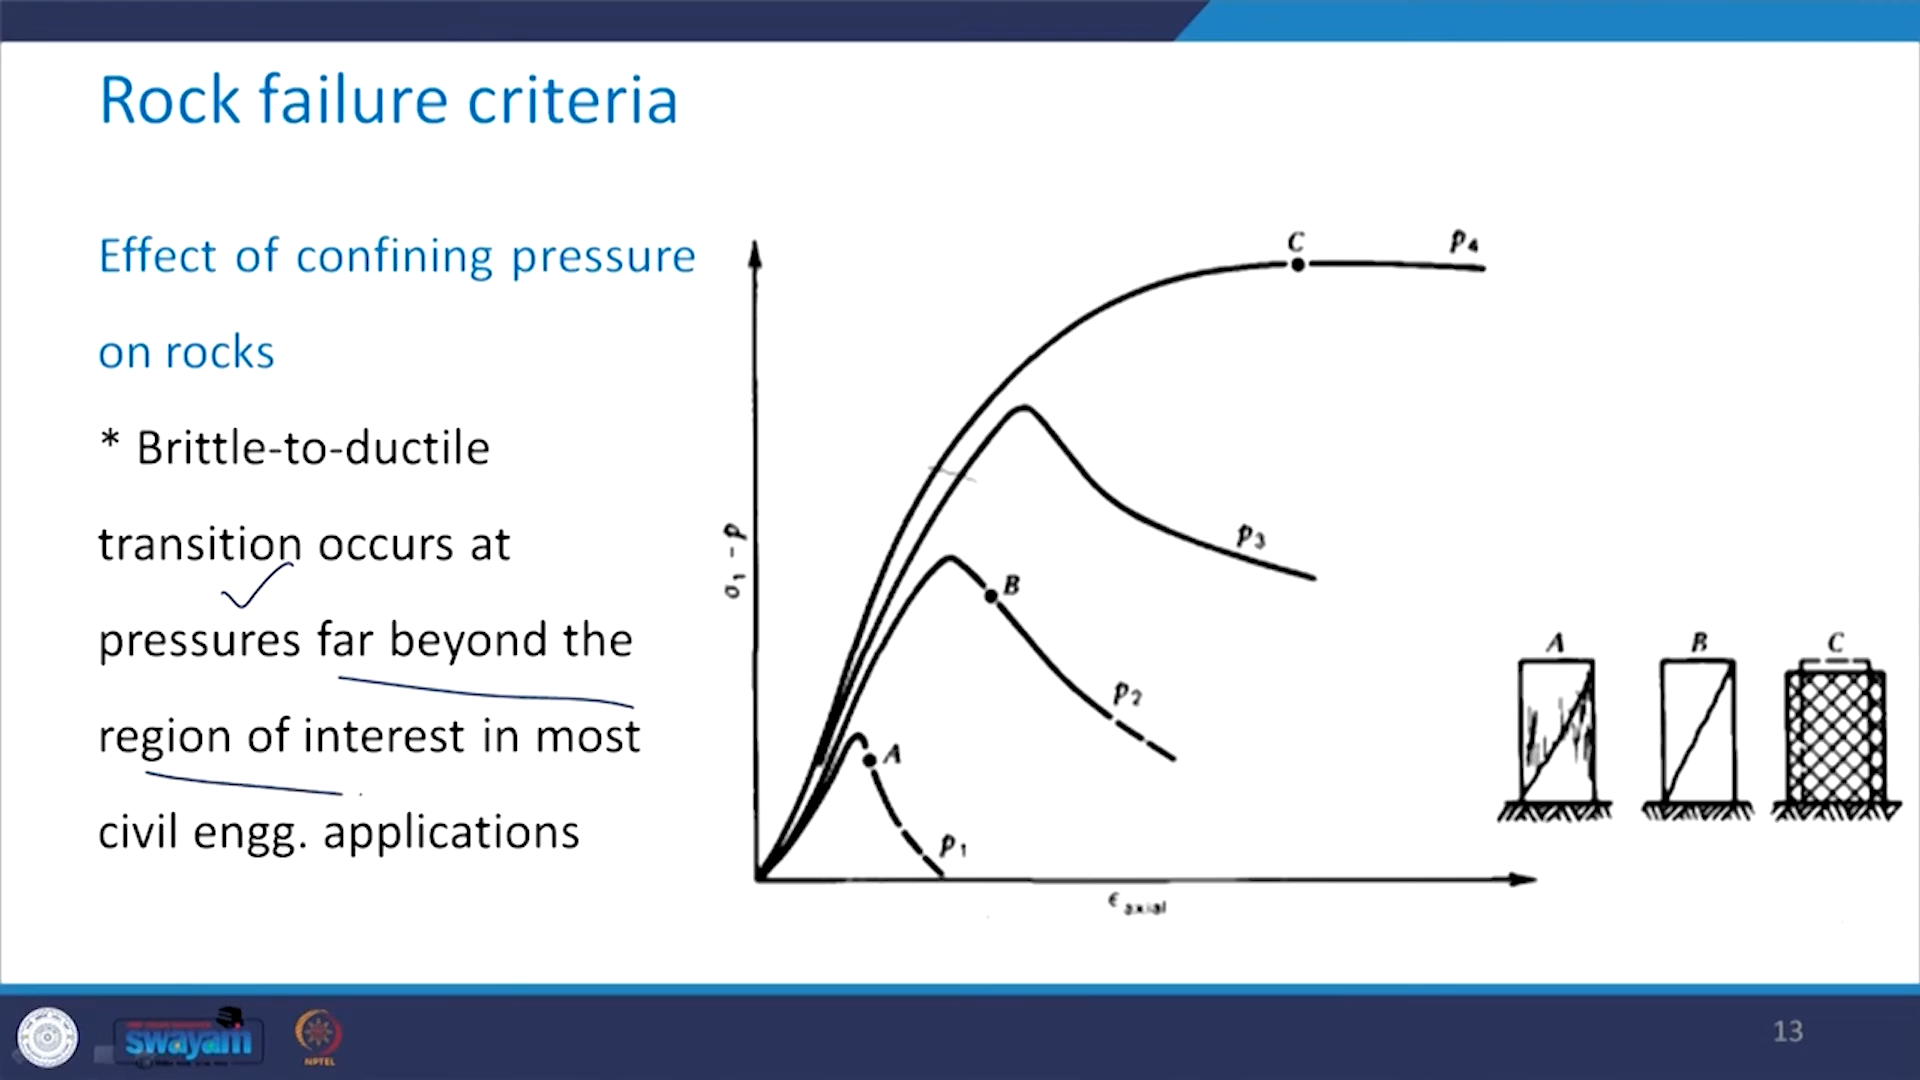 Rock failure criteria
Effect of confining pressure
on rocks
* Brittle-to-ductile
transition occurs at
pressures far beyond the
region of interest in most
civil engg. applications
σ₁ - p
C
p₄
p₃
B
p₂
A
p₁
ϵ axial
A B C
swayam
NPTEL
13